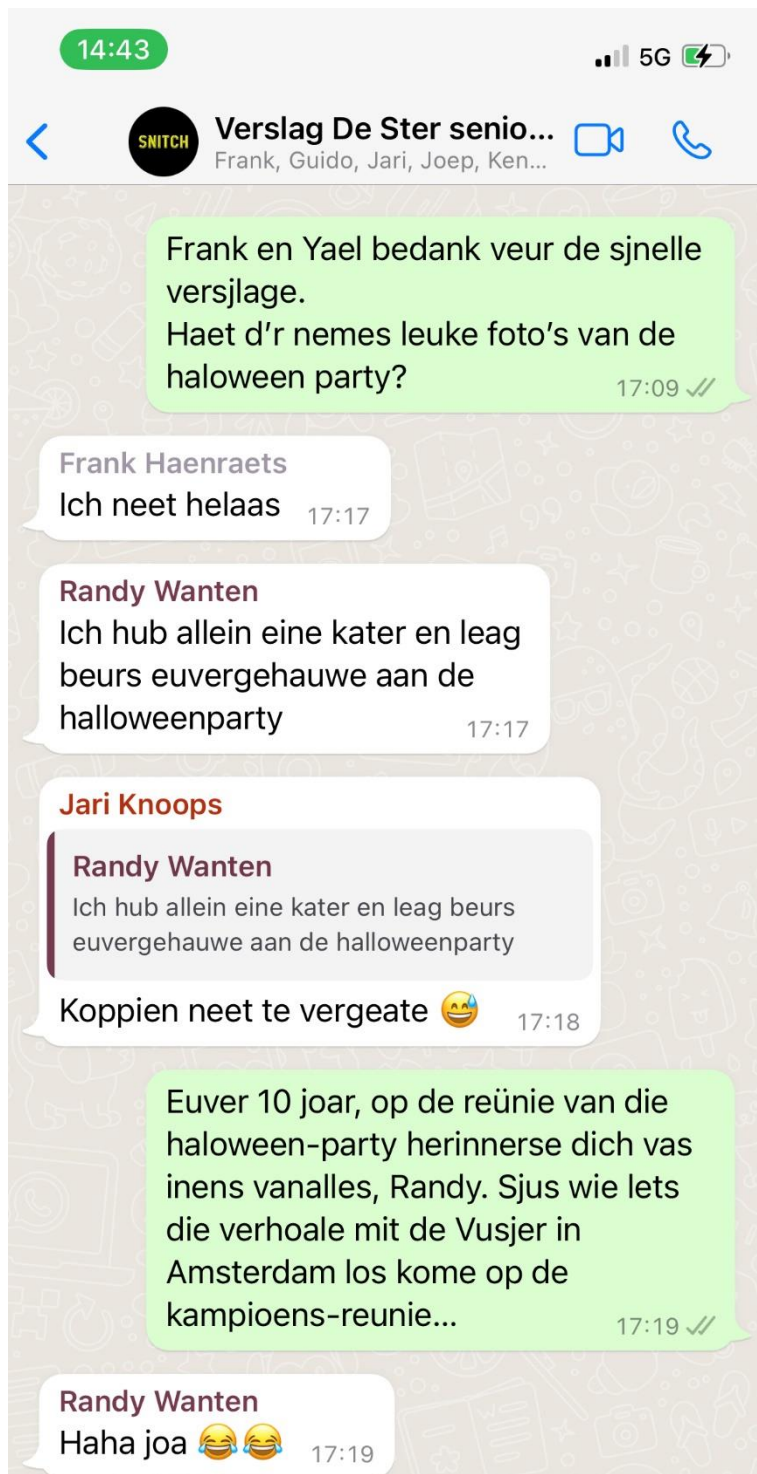 14:43
5G
SNITCH
Verslag De Ster senio...
Frank, Guido, Jari, Joep, Ken...
Frank en Yael bedank veur de sjnelle
versjlage.
Haet d'r nemes leuke foto's van de
haloween party?
17:09
Frank Haenraets
Ich neet helaas
17:17
Randy Wanten
Ich hub allein eine kater en leag
beurs euvergehauwe aan de
halloweenparty
17:17
Jari Knoops
Randy Wanten
Ich hub allein eine kater en leag beurs
euvergehauwe aan de halloweenparty
Koppien neet te vergeate 😅
17:18
Euver 10 joar, op de reünie van die
haloween-party herinnerse dich vas
inens vanalles, Randy. Sjus wie lets
die verhoale mit de Vusjer in
Amsterdam los kome op de
kampioens-reunie...
17:19
Randy Wanten
Haha joa 😂😂
17:19